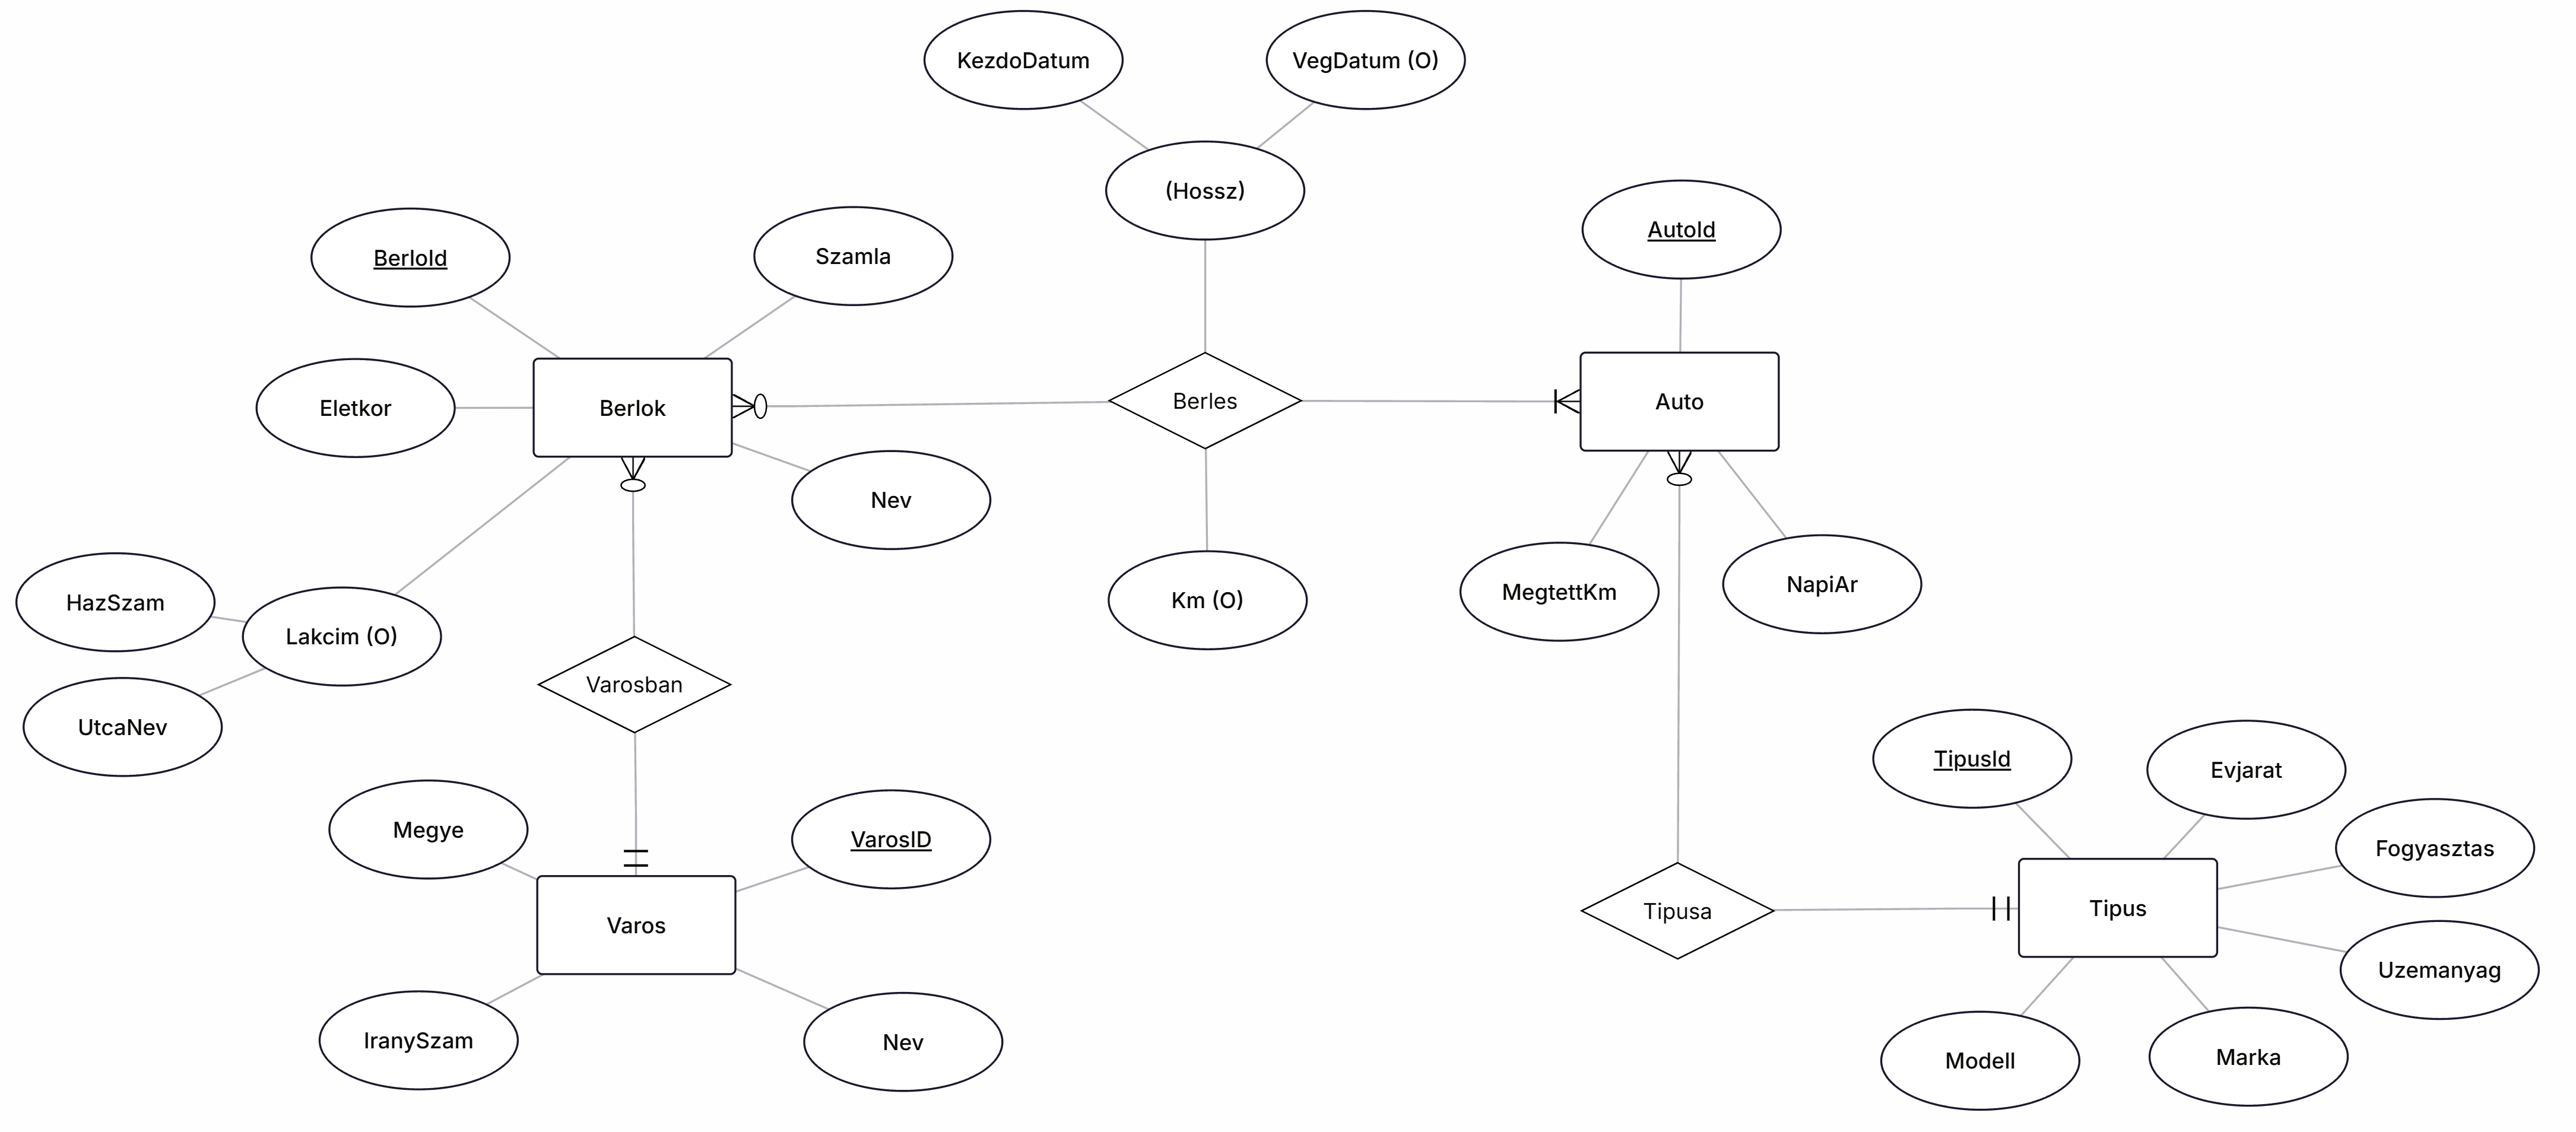 KezdoDatum
VegDatum (O)
(Hossz)
AutoId
BerloId
Szamla
Eletkor
Berlok
Berles
Auto
Nev
HazSzam
Lakcim (O)
Km (O)
MegtettKm
NapiAr
UtcaNev
Varosban
TipusId
Evjarat
Megye
VarosID
Fogyasztas
Varos
Tipusa
Tipus
Uzemanyag
IranySzam
Nev
Modell
Marka